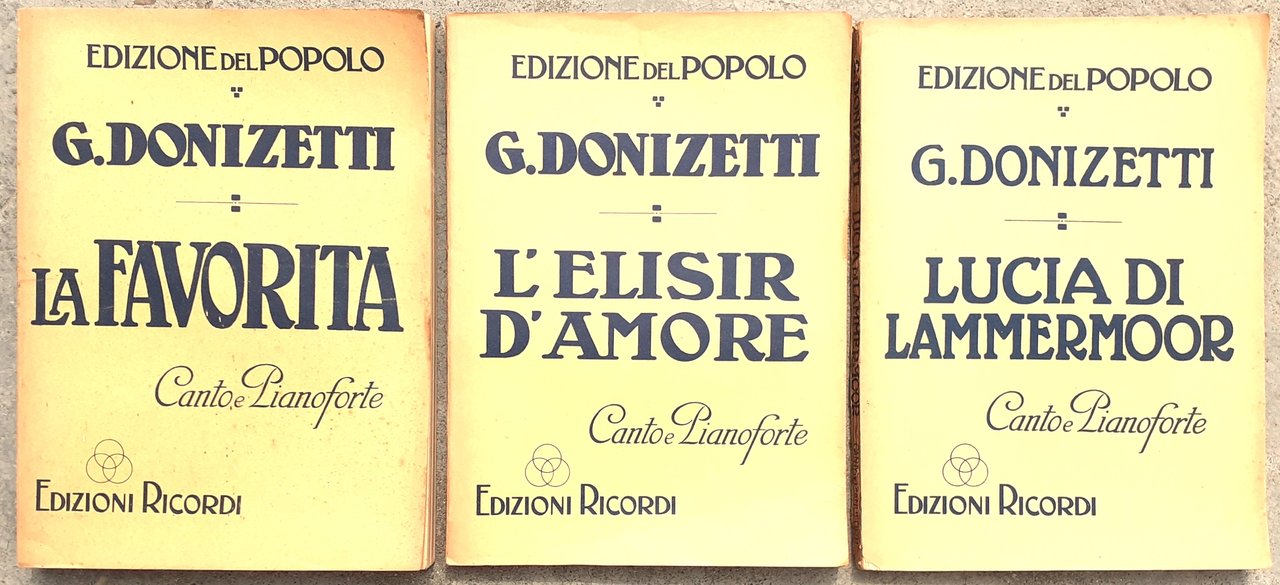 EDIZIONE DEL POPOLO
G. DONIZETTI
LA FAVORITA
Canto e Pianoforte
EDIZIONI RICORDI
EDIZIONE DEL POPOLO
G. DONIZETTI
L'ELISIR
D'AMORE
Canto e Pianoforte
EDIZIONI RICORDI
EDIZIONE DEL POPOLO
G. DONIZETTI
LUCIA DI
LAMMERMOOR
Canto e Pianoforte
EDIZIONI RICORDI